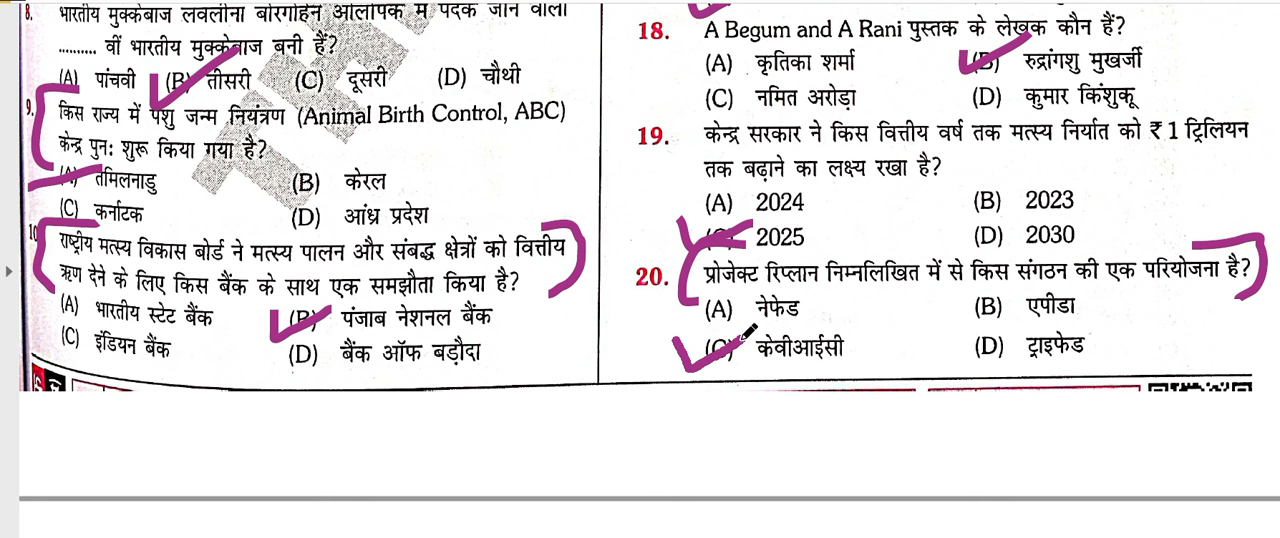 8. भारतीय मुक्केबाज लवलीना बोरगोहेन ओलंपिक में पदक जीने वाली
.......... वीं भारतीय मुक्केबाज बनी हैं?
(A) पांचवी (B) तीसरी (C) दूसरी (D) चौथी
9. किस राज्य में पशु जन्म नियंत्रण (Animal Birth Control, ABC)
केन्द्र पुनः शुरू किया गया है?
(A) तमिलनाडु (B) केरल
(C) कर्नाटक (D) आंध्र प्रदेश
10. राष्ट्रीय मत्स्य विकास बोर्ड ने मत्स्य पालन और संबद्ध क्षेत्रों को वित्तीय
ऋण देने के लिए किस बैंक के साथ एक समझौता किया है?
(A) भारतीय स्टेट बैंक (B) पंजाब नेशनल बैंक
(C) इंडियन बैंक (D) बैंक ऑफ बड़ौदा
18. A Begum and A Rani पुस्तक के लेखक कौन हैं?
(A) कृतिका शर्मा (B) रुद्रांगशु मुखर्जी
(C) नमित अरोड़ा (D) कुमार किंशुकू
19. केन्द्र सरकार ने किस वित्तीय वर्ष तक मत्स्य निर्यात को ₹ 1 ट्रिलियन
तक बढ़ाने का लक्ष्य रखा है?
(A) 2024 (B) 2023
(C) 2025 (D) 2030
20. प्रोजेक्ट रिप्लान निम्नलिखित में से किस संगठन की एक परियोजना है?
(A) नेफेड (B) एपीडा
(C) केवीआईसी (D) ट्राइफेड